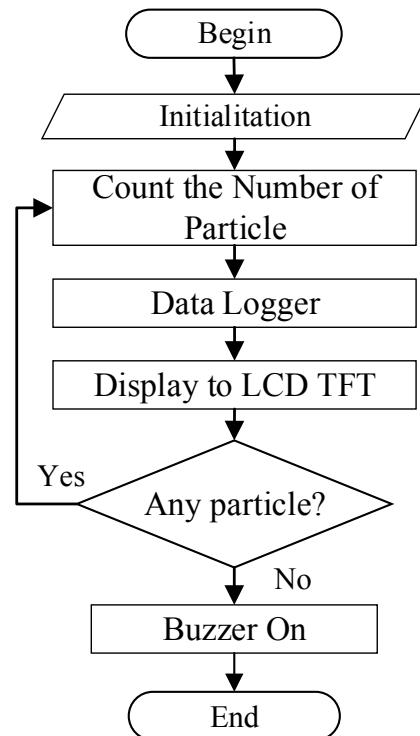 Begin
Initialitation
Count the Number of
Particle
Data Logger
Display to LCD TFT
Yes
Any particle?
No
Buzzer On
End